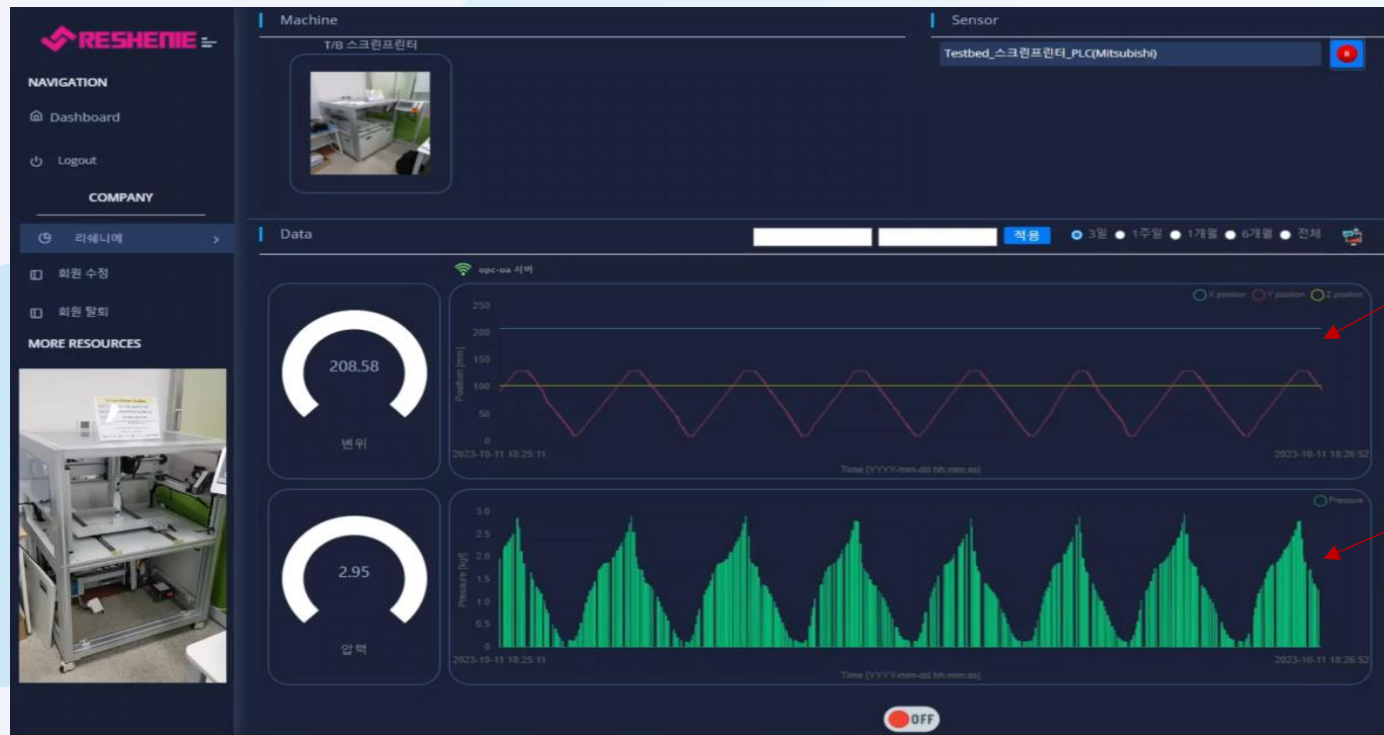 RESHENIE
NAVIGATION
Dashboard
Logout
COMPANY
리쉐니에
회원 수정
회원 탈퇴
MORE RESOURCES
Machine
T/B 스크린프린터
Sensor
Testbed_스크린프린터_PLC(Mitsubishi)
Data
적용
3일
1주일
1개월
6개월
전체
opc-ua 서버
208.58
변위
X position
Y position
Z position
Position [mm]
250
200
150
100
50
0
2023-10-11 18:25:11
2023-10-11 18:26:52
Time [YYYY-mm-dd hh:mm:ss]
2.95
압력
Pressure
Pressure [kgf]
3.0
2.5
2.0
1.5
1.0
0.5
0
2023-10-11 18:25:11
2023-10-11 18:26:52
Time [YYYY-mm-dd hh:mm:ss]
OFF